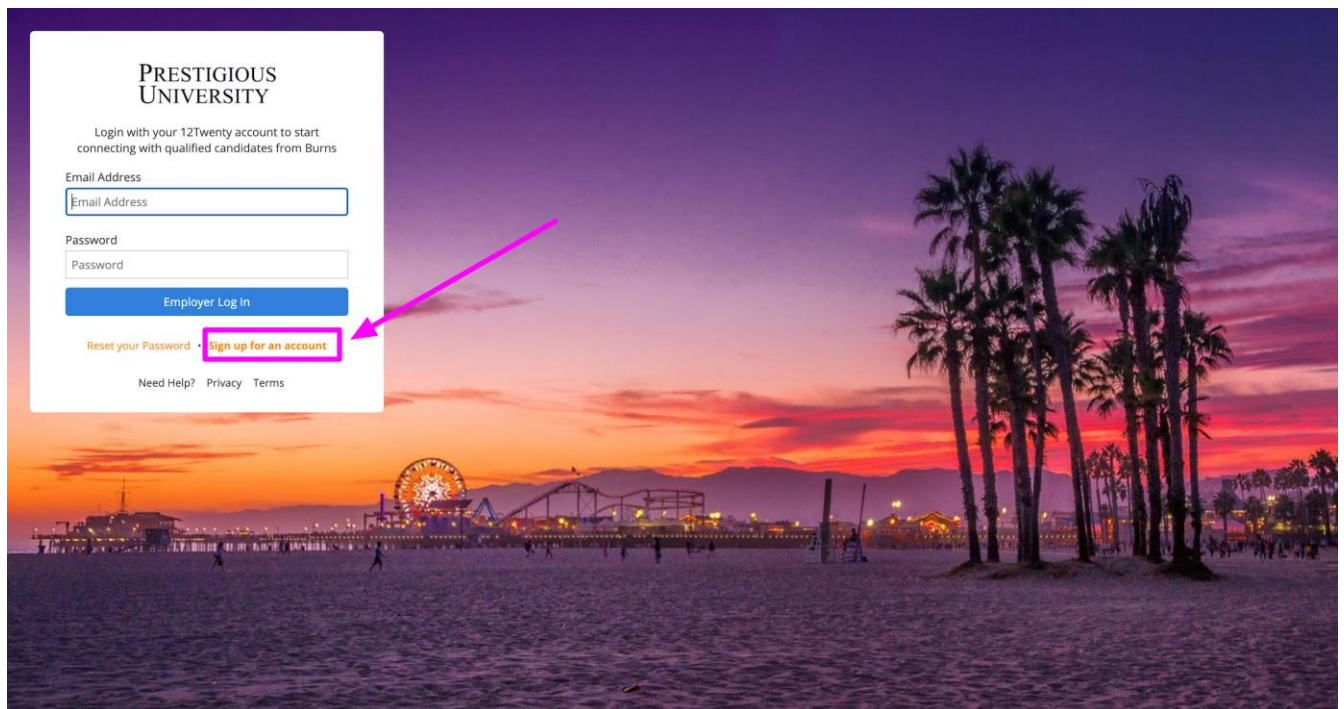 PRESTIGIOUS
UNIVERSITY
Login with your 12Twenty account to start
connecting with qualified candidates from Burns
Email Address
Email Address
Password
Password
Employer Log In
Reset your Password • Sign up for an account
Need Help? Privacy Terms